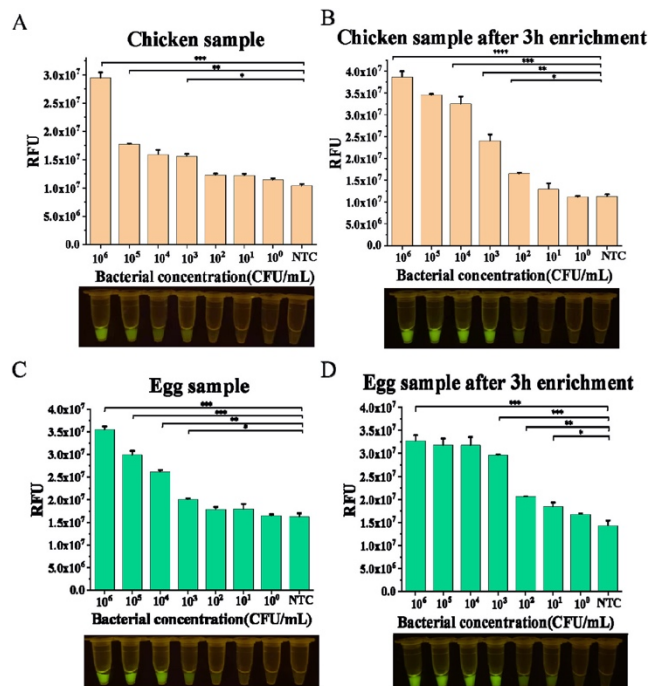 A
Chicken sample
***
**
*
3.0x10⁷
2.5x10⁷
2.0x10⁷
1.5x10⁷
1.0x10⁷
5.0x10⁶
0.0
RFU
10⁶ 10⁵ 10⁴ 10³ 10² 10¹ 10⁰ NTC
Bacterial concentration(CFU/mL)
B
Chicken sample after 3h enrichment
****
***
**
*
4.0x10⁷
3.5x10⁷
3.0x10⁷
2.5x10⁷
2.0x10⁷
1.5x10⁷
1.0x10⁷
5.0x10⁶
0.0
RFU
10⁶ 10⁵ 10⁴ 10³ 10² 10¹ 10⁰ NTC
Bacterial concentration(CFU/mL)
C
Egg sample
***
***
**
*
4.0x10⁷
3.5x10⁷
3.0x10⁷
2.5x10⁷
2.0x10⁷
1.5x10⁷
1.0x10⁷
5.0x10⁶
0.0
RFU
10⁶ 10⁵ 10⁴ 10³ 10² 10¹ 10⁰ NTC
Bacterial concentration(CFU/mL)
D
Egg sample after 3h enrichment
***
***
**
*
4.0x10⁷
3.5x10⁷
3.0x10⁷
2.5x10⁷
2.0x10⁷
1.5x10⁷
1.0x10⁷
5.0x10⁶
0.0
RFU
10⁶ 10⁵ 10⁴ 10³ 10² 10¹ 10⁰ NTC
Bacterial concentration(CFU/mL)